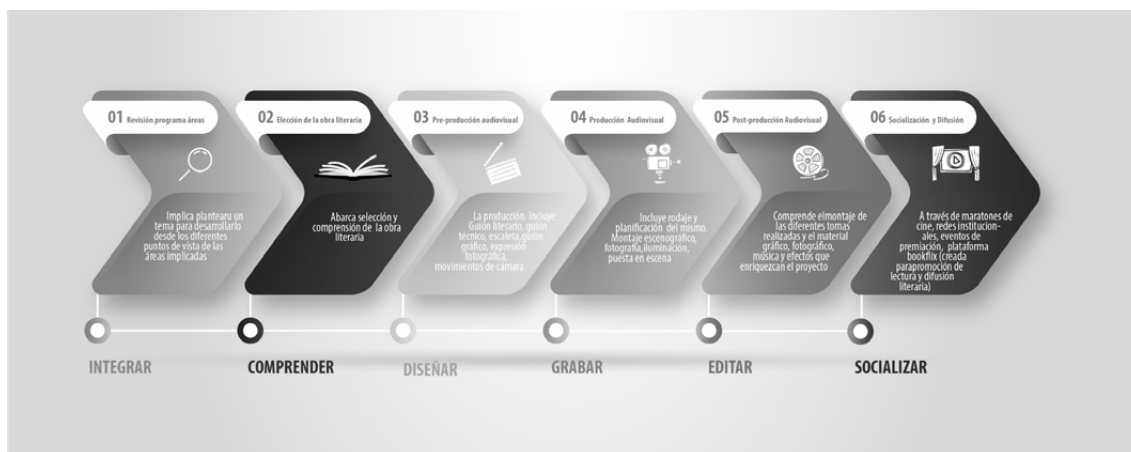 01 Revisión programa áreas
Implica plantearu un
tema para desarrollarlo
desde los diferentes
puntos de vista de las
áreas implicadas
INTEGRAR
02 Elección de la obra literaria
Abarca selección y
comprensión de la obra
literaria
COMPRENDER
03 Pre-producción audiovisual
La producción. Incluye:
Guión literario, guión
técnico, escaleta,guión
gráfico, expresión
fotográfica,
movimientos de cámara
DISEÑAR
04 Producción Audiovisual
Incluye rodaje y
planificación del mismo.
Montaje escenográfico,
fotografía,iluminación,
puesta en escena
GRABAR
05 Post-producción Audiovisual
Comprende elmontaje de
las diferentes tomas
realizadas y el material
gráfico, fotográfico,
música y efectos que
enriquezcan el proyecto
EDITAR
06 Socialización y Difusión
A través de maratones de
cine, redes institucion-
ales, eventos de
premiación, plataforma
bookflix (creada
parapromoción de
lectura y difusión
literaria)
SOCIALIZAR